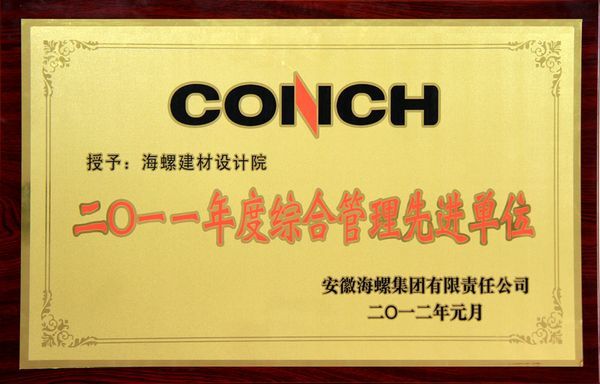 CONCH
授予：海螺建材设计院
二〇一一年度综合管理先进单位
安徽海螺集团有限责任公司
二〇一二年元月